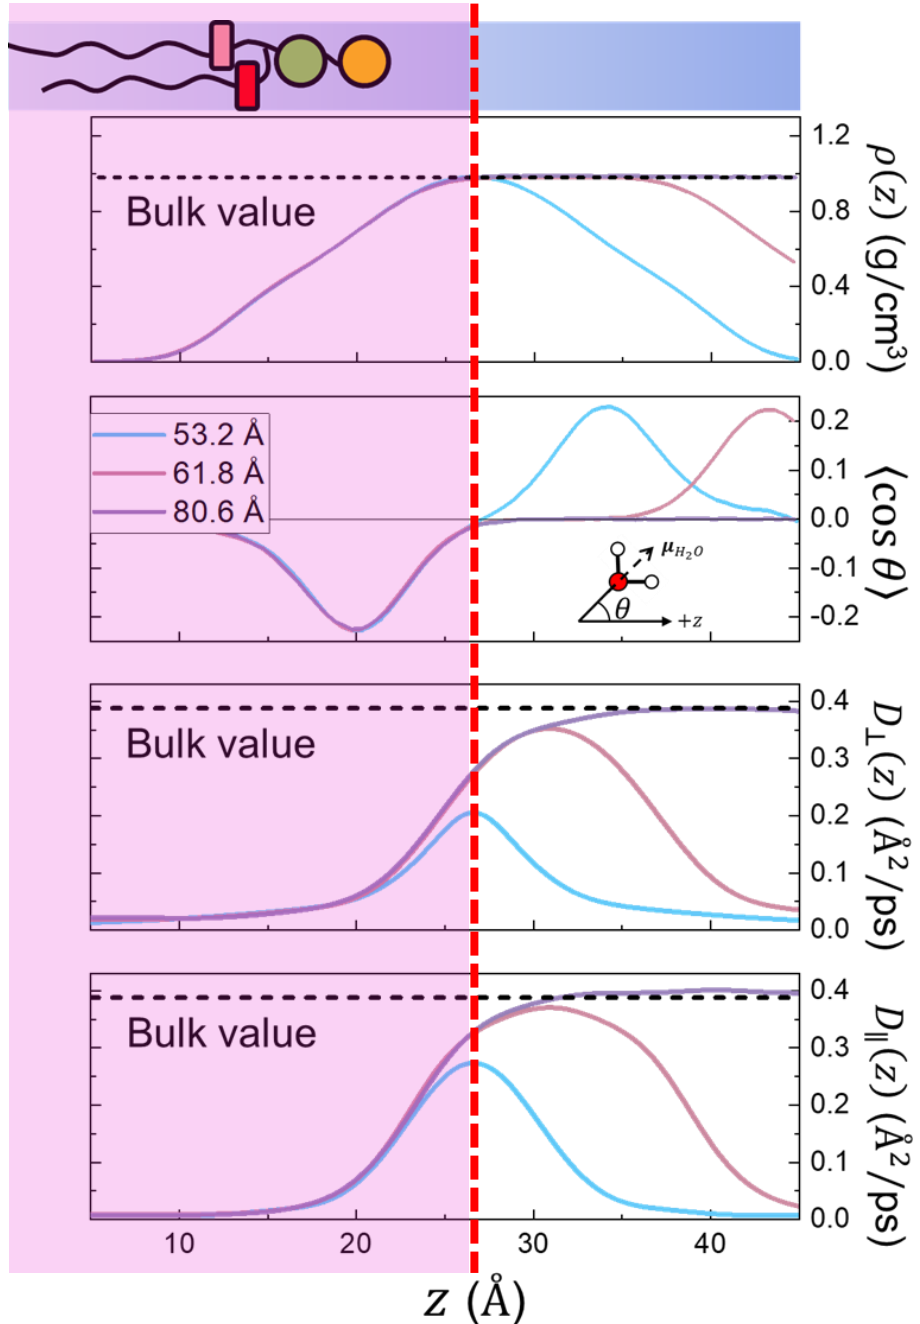 1.2
0.8
0.4
0.0
ρ(z) (g/cm³)
Bulk value
53.2 Å
61.8 Å
80.6 Å
0.2
0.1
0.0
-0.1
-0.2
⟨cos θ⟩
μ_{H₂O}
θ
+z
0.4
0.3
0.2
0.1
0.0
D⊥(z) (Å²/ps)
Bulk value
0.4
0.3
0.2
0.1
0.0
D∥(z) (Å²/ps)
Bulk value
10 20 30 40
z (Å)